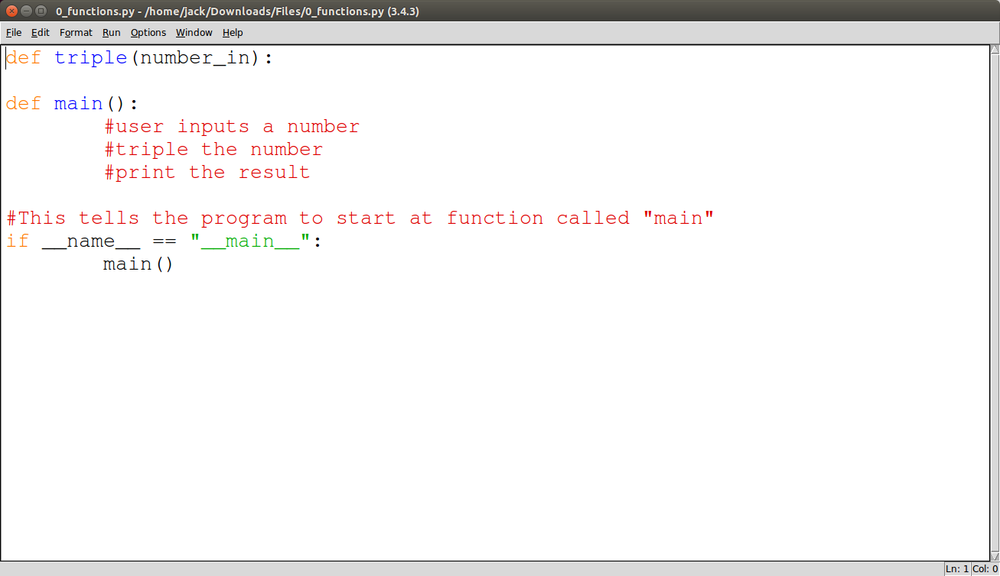 0_functions.py - /home/jack/Downloads/Files/0_functions.py (3.4.3)
File Edit Format Run Options Window Help
def triple(number_in):
def main():
#user inputs a number
#triple the number
#print the result
#This tells the program to start at function called "main"
if __name__ == "__main__":
main()
Ln: 1 Col: 0